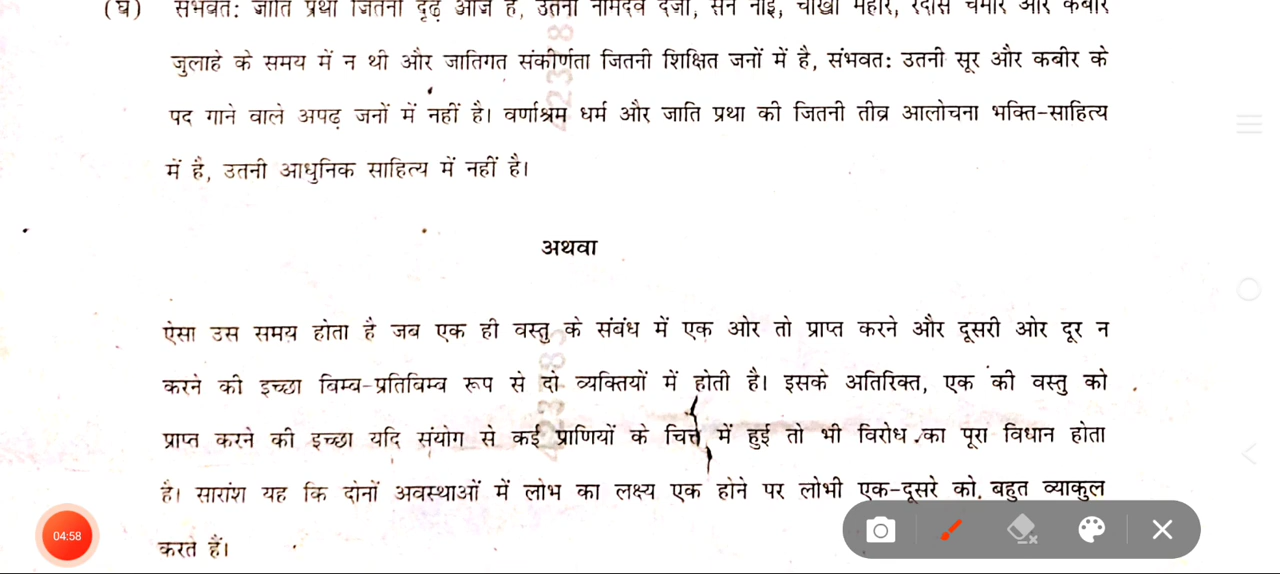 (घ) संभवत: जाति प्रथा जितनी दृढ़ आज है, उतनी नामदेव दर्जी, सेन नाई, चोखा महार, रैदास चमार और कबीर
जुलाहे के समय में न थी और जातिगत संकीर्णता जितनी शिक्षित जनों में है, संभवत: उतनी सूर और कबीर के
पद गाने वाले अपढ़ जनों में नहीं है। वर्णाश्रम धर्म और जाति प्रथा की जितनी तीव्र आलोचना भक्ति-साहित्य
में है, उतनी आधुनिक साहित्य में नहीं है।
अथवा
ऐसा उस समय होता है जब एक ही वस्तु के संबंध में एक ओर तो प्राप्त करने और दूसरी ओर दूर न
करने की इच्छा विम्ब-प्रतिविम्ब रूप से दो व्यक्तियों में होती है। इसके अतिरिक्त, एक की वस्तु को
प्राप्त करने की इच्छा यदि संयोग से कई प्राणियों के चित्त में हुई तो भी विरोध का पूरा विधान होता
है। सारांश यह कि दोनों अवस्थाओं में लोभ का लक्ष्य एक होने पर लोभी एक-दूसरे को बहुत व्याकुल
करते हैं।
04:58